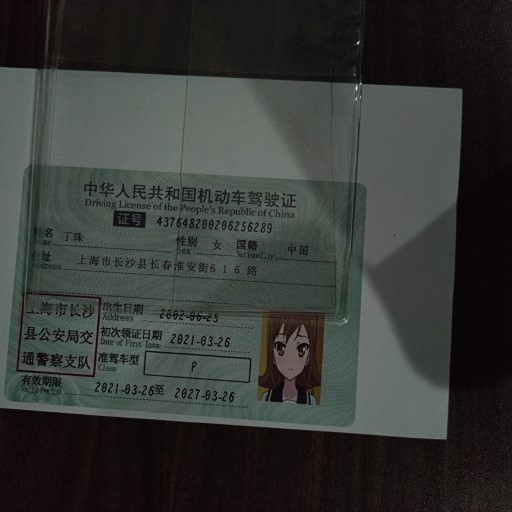 中华人民共和国机动车驾驶证
Driving License of the People's Republic of China
证号 437648200206256289
姓名 丁珠 性别 女 国籍 中国
Name Sex Nationality
住址 上海市长沙县长春淮安街616路
Address
上海市长沙
县公安局交
通警察支队
出生日期 2002-06-25
Address
初次领证日期 2021-03-26
Date of First Issue
准驾车型 P
Class
有效期限 2021-03-26至 2027-03-26
Valid Period